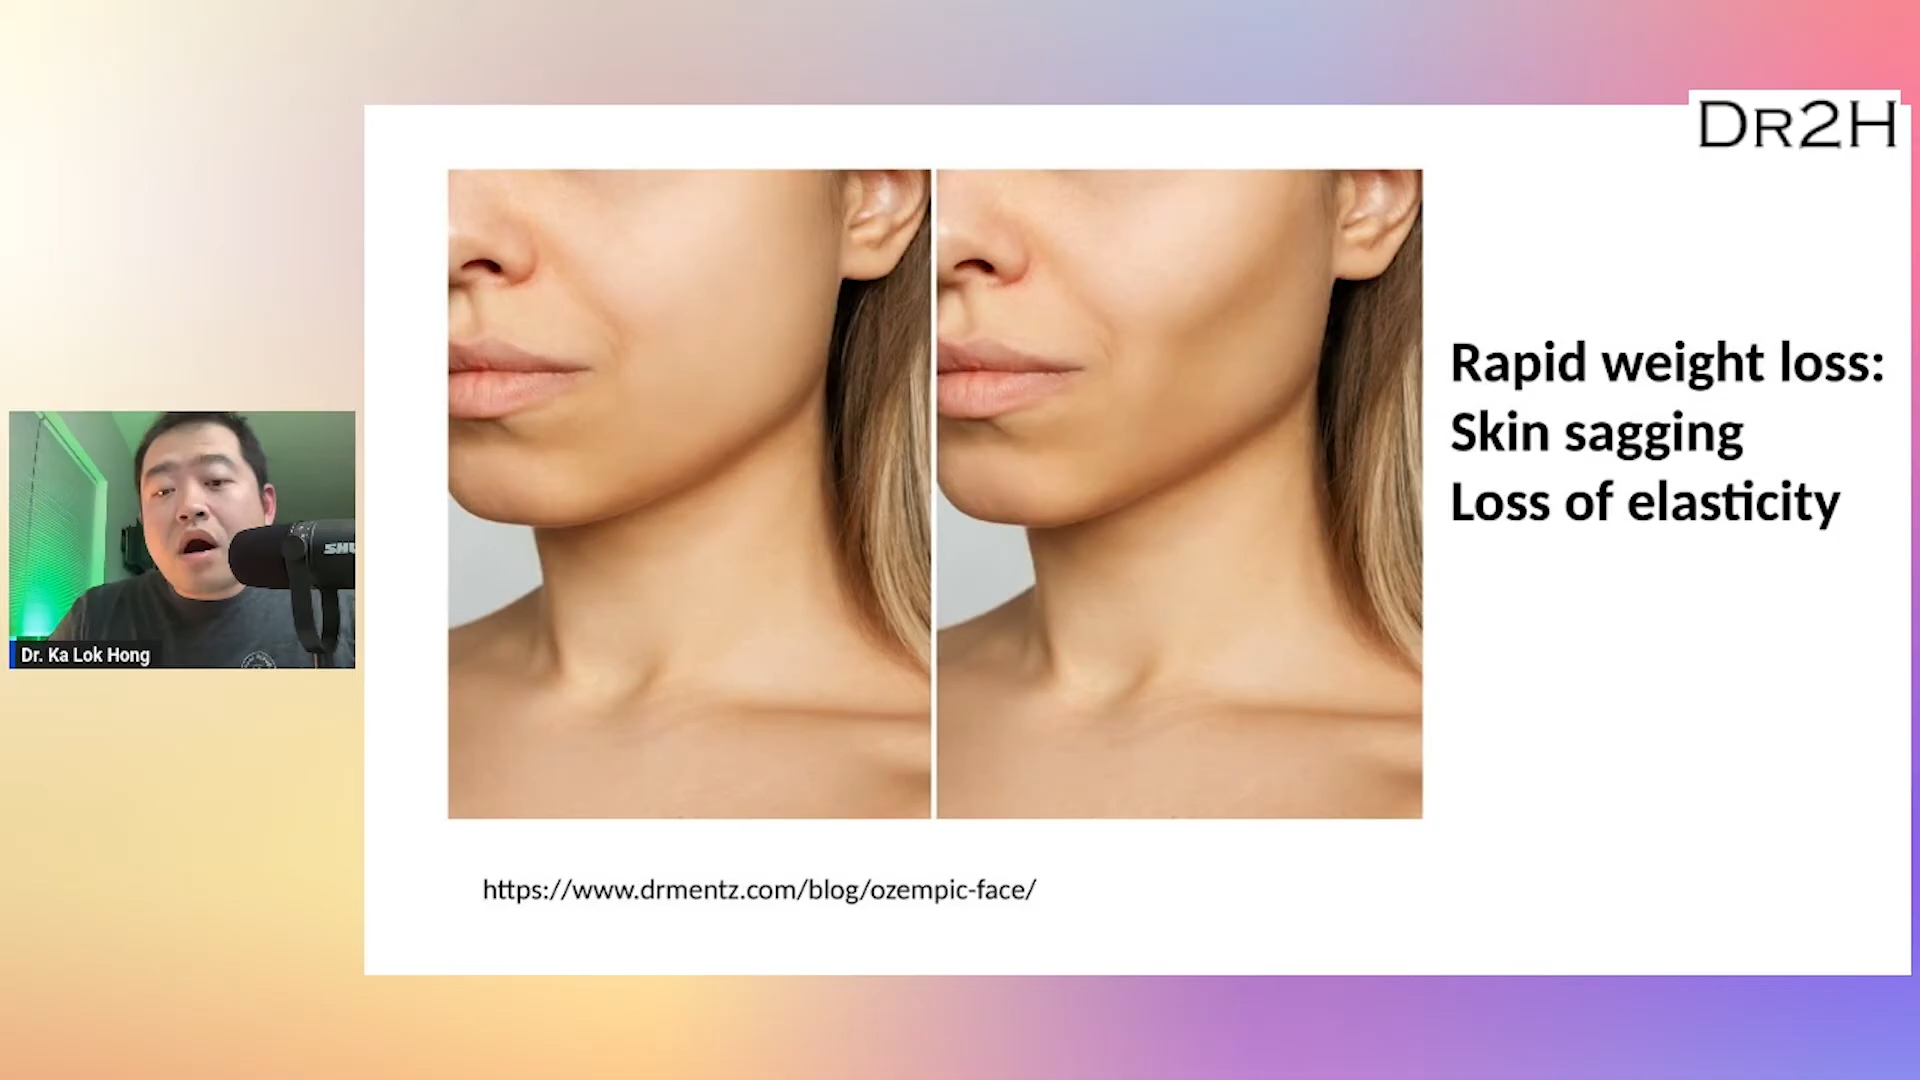 DR2H
Rapid weight loss:
Skin sagging
Loss of elasticity
SHU
Dr. Ka Lok Hong
https://www.drmentz.com/blog/ozempic-face/